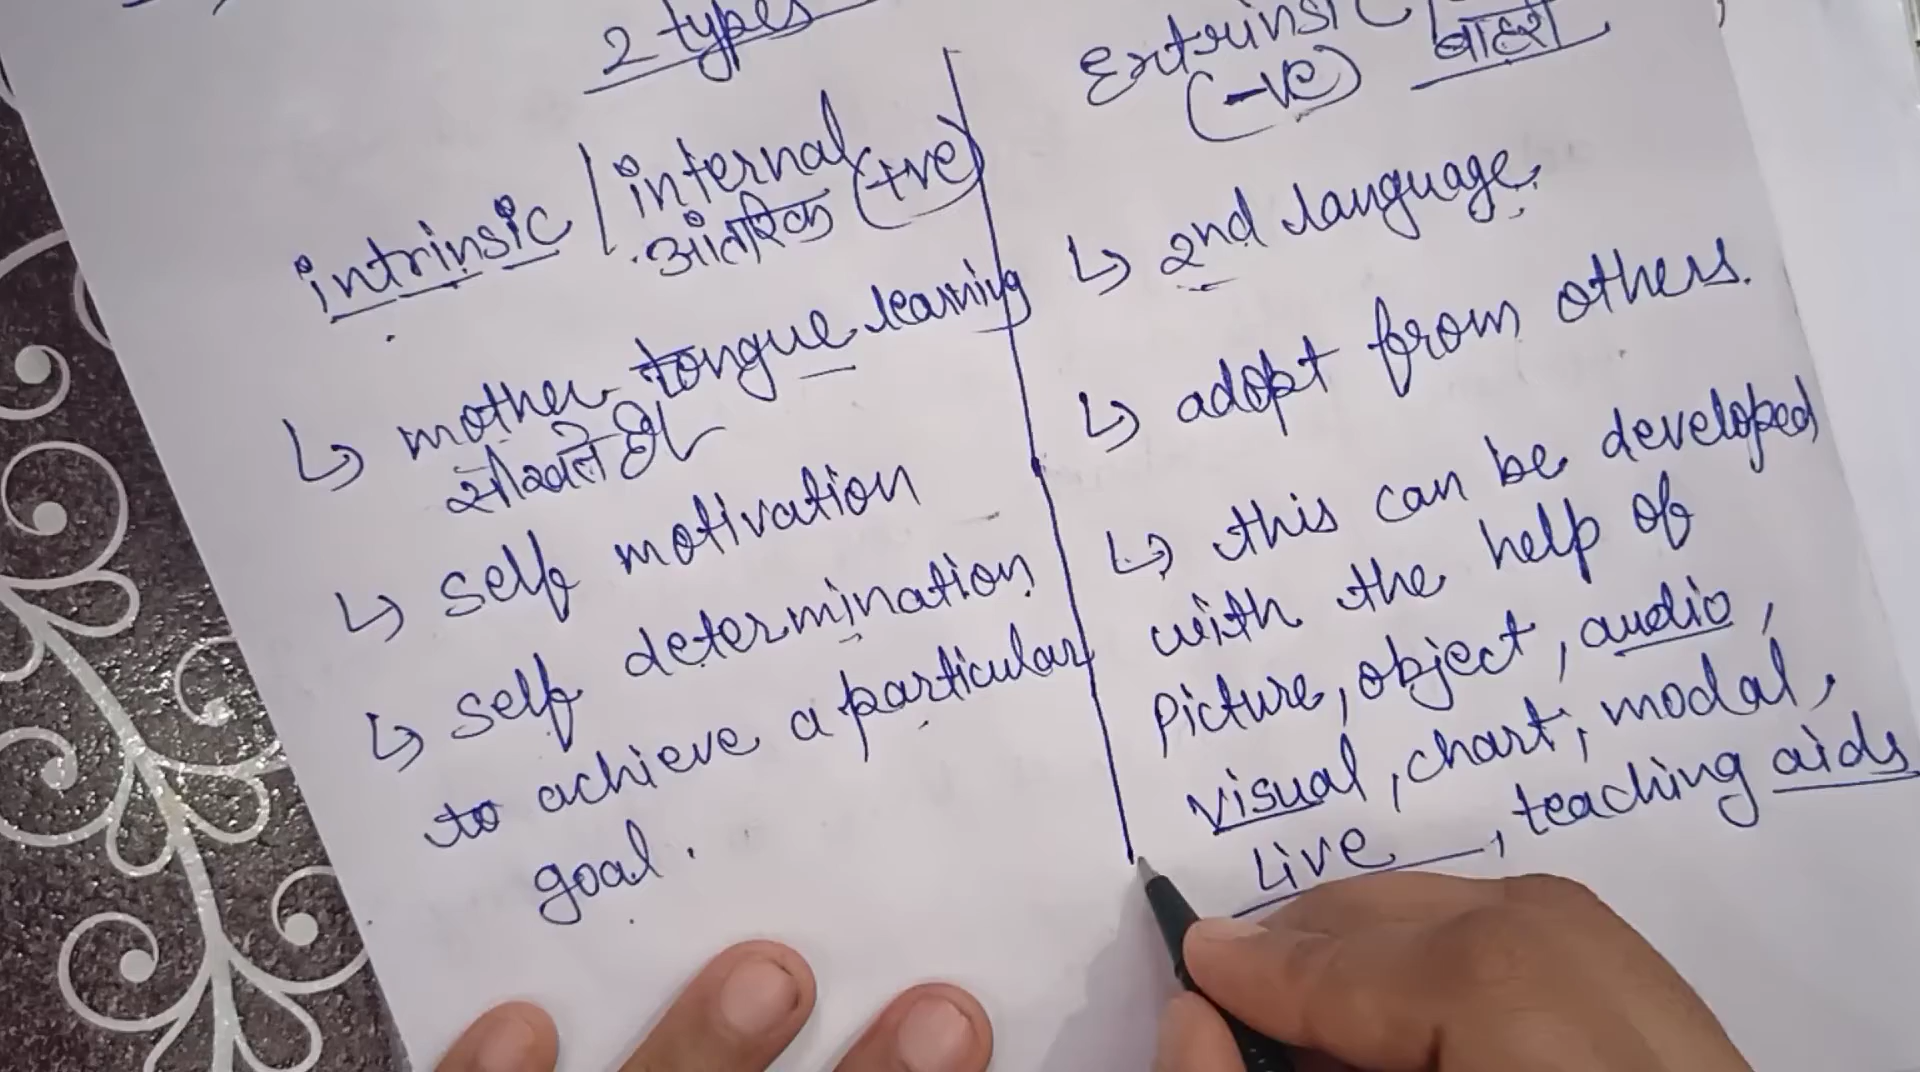 2 types
intrinsic / internal (+ve)
आंतरिक
↳ mother tongue learning
सीखते है
↳ self motivation
↳ self determination
to achieve a particular
goal.
Extrinsic
(-ve) बाहरी
↳ 2nd language.
↳ adopt from others.
↳ this can be developed
with the help of
picture, object, audio,
visual, chart, modal,
Live, teaching aids